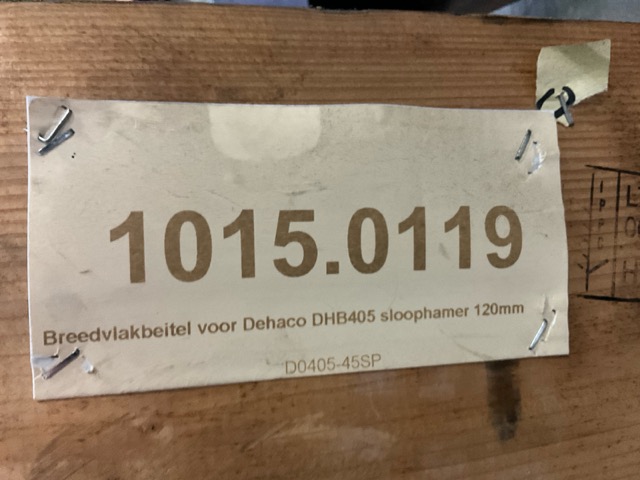 1015.0119
Breedvlakbeitel voor Dehaco DHB405 sloophamer 120mm
D0405-45SP